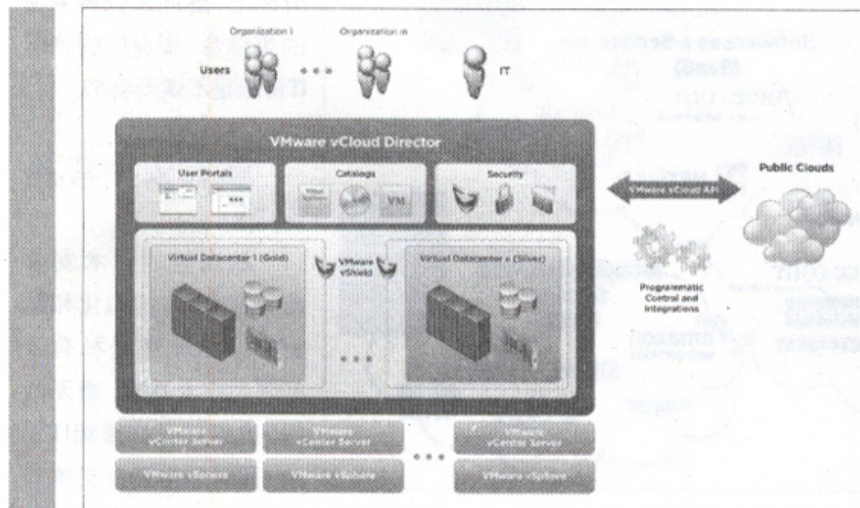 Organization 1
Organization m
Users
IT
VMware vCloud Director
User Portals
Catalogs
Security
VM
VMware vCloud API
Public Clouds
Programmatic
Control and
Integrations
Virtual Datacenter 1 (Gold)
VMware
vShield
Virtual Datacenter n (Silver)
VMware
vCenter Server
VMware
vCenter Server
VMware
vCenter Server
VMware vSphere
VMware vSphere
VMware vSphere